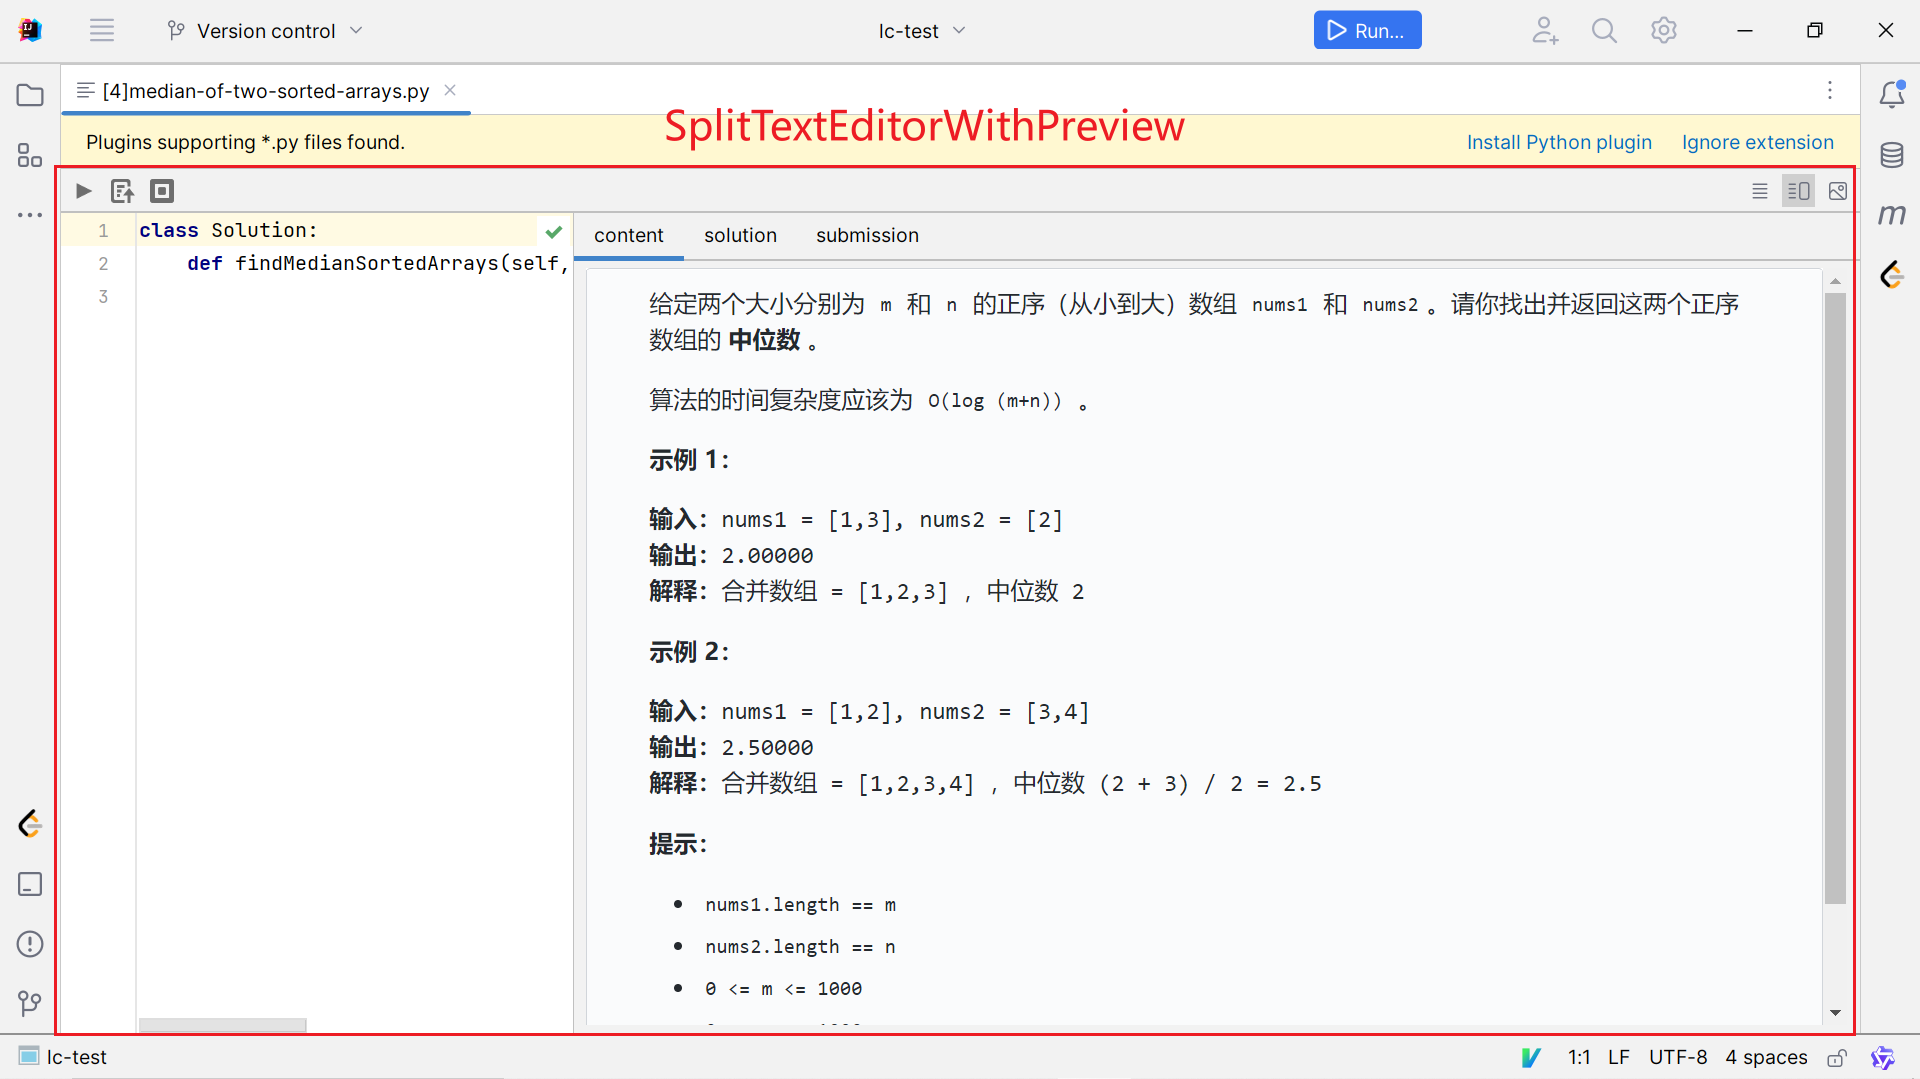 Version control
lc-test
Run...
[4]median-of-two-sorted-arrays.py
Plugins supporting *.py files found.
SplitTextEditorWithPreview
Install Python plugin
Ignore extension
1 class Solution:
2 def findMedianSortedArrays(self,
3
content
solution
submission
给定两个大小分别为 m 和 n 的正序（从小到大）数组 nums1 和 nums2 。请你找出并返回这两个正序
数组的 中位数 。
算法的时间复杂度应该为 O(log (m+n)) 。
示例 1：
输入：nums1 = [1,3], nums2 = [2]
输出：2.00000
解释：合并数组 = [1,2,3] ，中位数 2
示例 2：
输入：nums1 = [1,2], nums2 = [3,4]
输出：2.50000
解释：合并数组 = [1,2,3,4] ，中位数 (2 + 3) / 2 = 2.5
提示：
nums1.length == m
nums2.length == n
0 <= m <= 1000
m
lc-test
1:1
LF
UTF-8
4 spaces